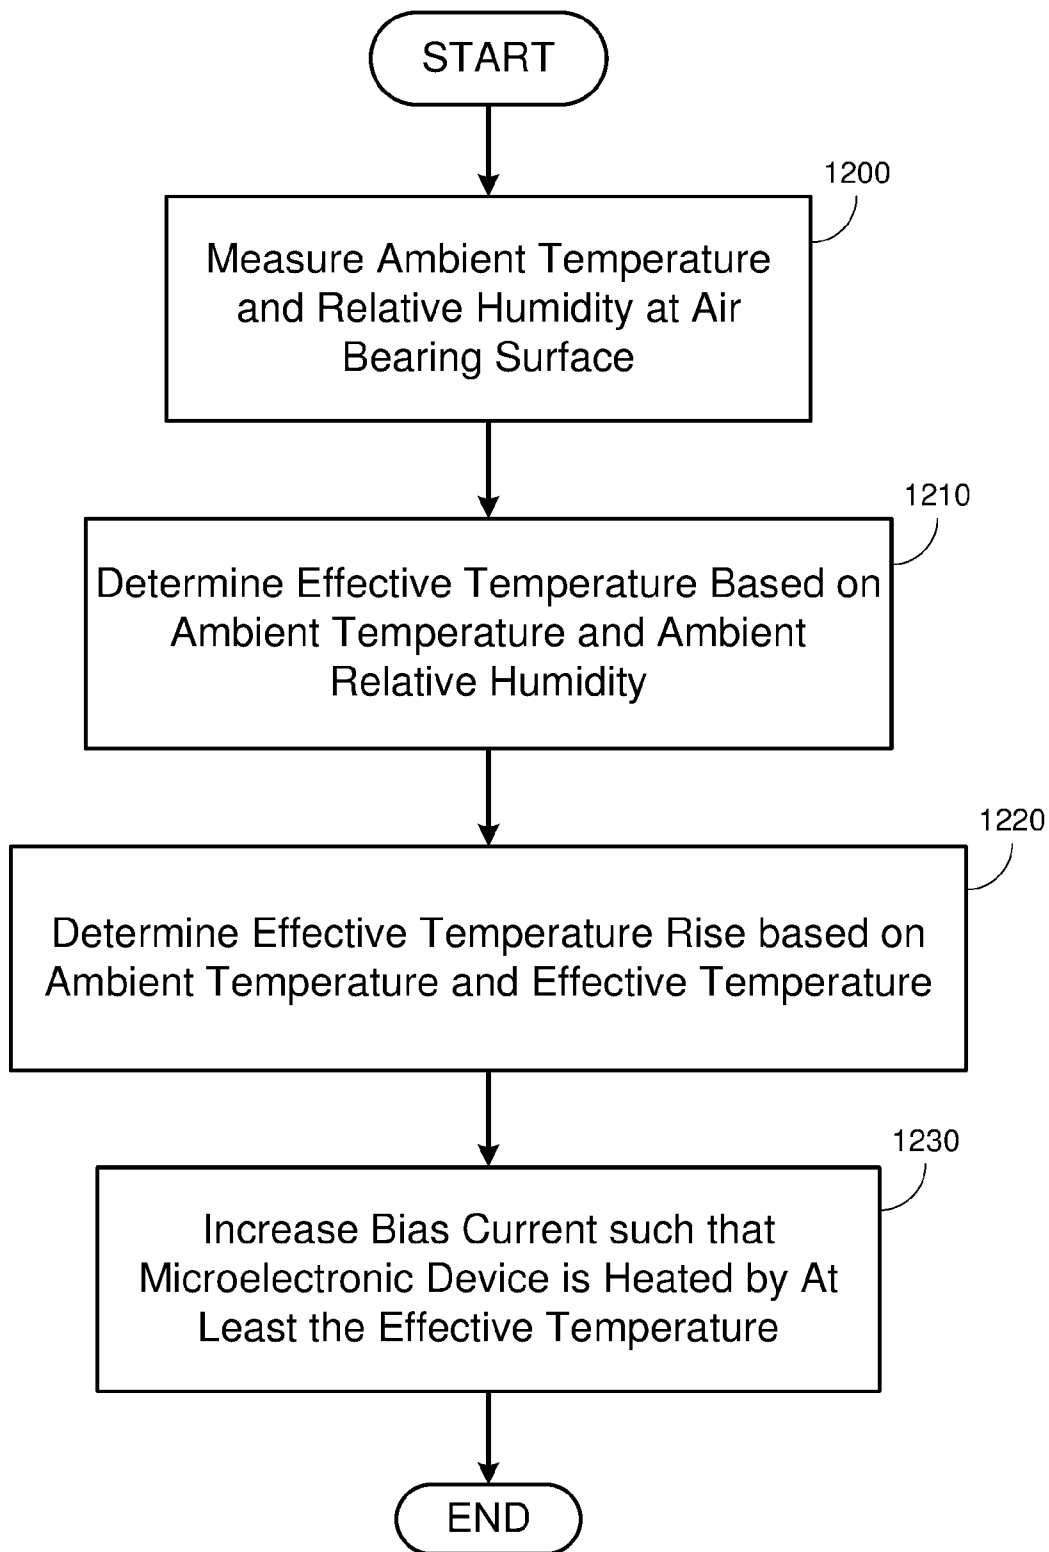 START
1200
Measure Ambient Temperature
and Relative Humidity at Air
Bearing Surface
1210
Determine Effective Temperature Based on
Ambient Temperature and Ambient
Relative Humidity
1220
Determine Effective Temperature Rise based on
Ambient Temperature and Effective Temperature
1230
Increase Bias Current such that
Microelectronic Device is Heated by At
Least the Effective Temperature
END